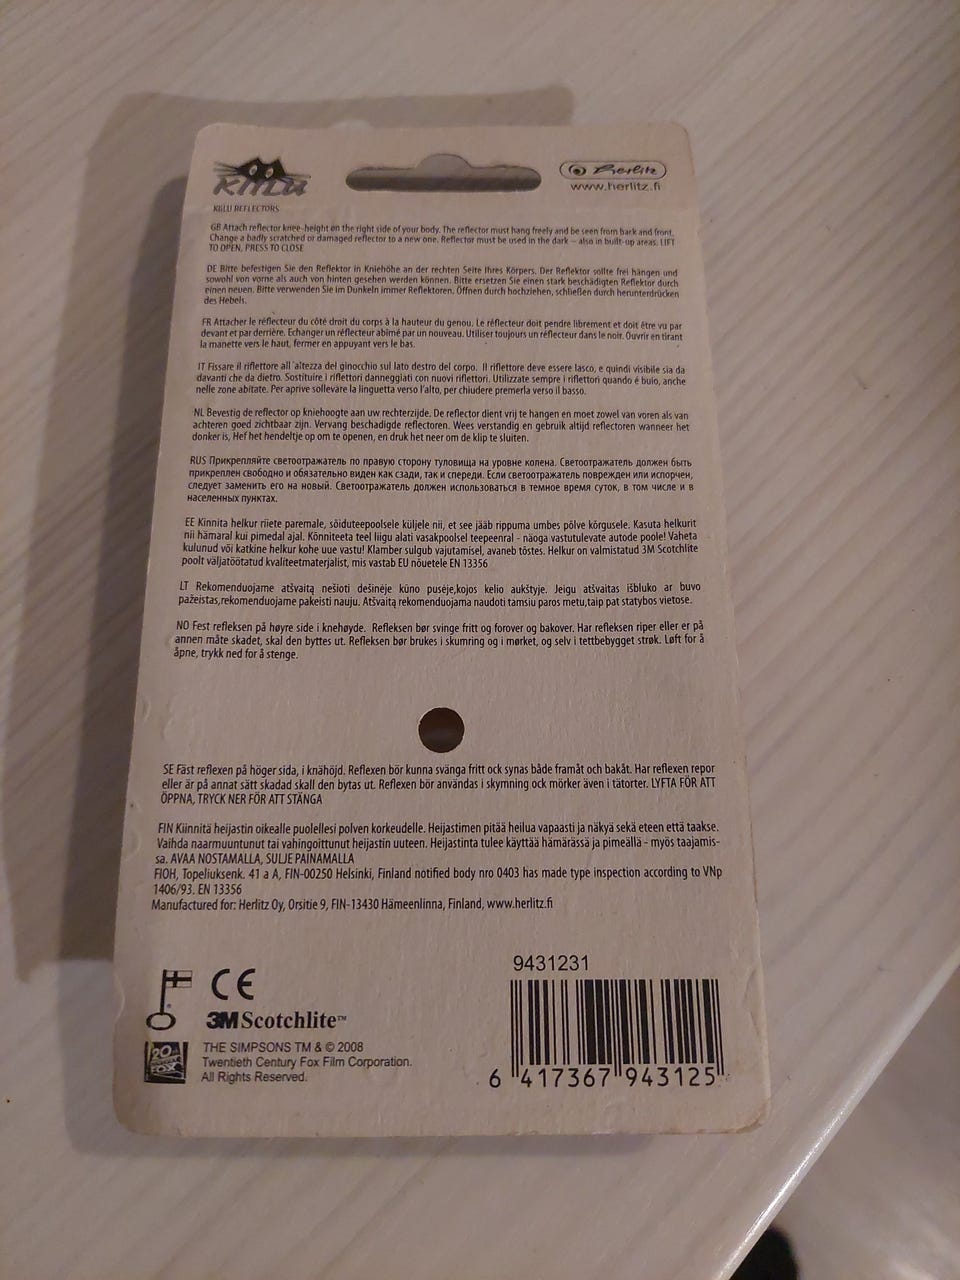 KIILU
KIILU REFLECTORS
herlitz
www.herlitz.fi
GB Attach reflector knee-height on the right side of your body. The reflector must hang freely and be seen from back and front.
Change a badly scratched or damaged reflector to a new one. Reflector must be used in the dark – also in built-up areas. LIFT
TO OPEN, PRESS TO CLOSE
DE Bitte befestigen Sie den Reflektor in Kniehöhe an der rechten Seite Ihres Körpers. Der Reflektor sollte frei hängen und
sowohl von vorne als auch von hinten gesehen werden können. Bitte ersetzen Sie einen stark beschädigten Reflektor durch
einen neuen. Bitte verwenden Sie im Dunkeln immer Reflektoren. Öffnen durch hochziehen, schließen durch herunterdrücken
des Hebels.
FR Attacher le réflecteur du côté droit du corps à la hauteur du genou. Le réflecteur doit pendre librement et doit être vu par
devant et par derrière. Echanger un réflecteur abîmé par un nouveau. Utiliser toujours un réflecteur dans le noir. Ouvrir en tirant
la manette vers le haut, fermer en appuyant vers le bas.
IT Fissare il riflettore all´altezza del ginocchio sul lato destro del corpo. Il riflettore deve essere lasco, e quindi visibile sia da
davanti che da dietro. Sostituire i riflettori danneggiati con nuovi riflettori. Utilizzate sempre i riflettori quando é buio, anche
nelle zone abitate. Per aprive sollevare la linguetta verso l'alto, per chiudere premerla verso il basso.
NL Bevestig de reflector op kniehoogte aan uw rechterzijde. De reflector dient vrij te hangen en moet zowel van voren als van
achteren goed zichtbaar zijn. Vervang beschadigde reflectoren. Wees verstandig en gebruik altijd reflectoren wanneer het
donker is, Hef het hendeltje op om te openen, en druk het neer om de klip te sluiten.
RUS Прикрепляйте светоотражатель по правую сторону туловища на уровне колена. Светоотражатель должен быть
прикреплен свободно и обязательно виден как сзади, так и спереди. Если светоотражатель поврежден или испорчен,
следует заменить его на новый. Светоотражатель должен использоваться в темное время суток, в том числе и в
населенных пунктах.
EE Kinnita helkur riiete paremale, sõiduteepoolsele küljele nii, et see jääb rippuma umbes põlve kõrgusele. Kasuta helkurit
nii hämaral kui pimedal ajal. Kõnniteeta teel liigu alati vasakpoolsel teepeenral - näoga vastutulevate autode poole! Vaheta
kulunud või katkine helkur kohe uue vastu! Klamber sulgub vajutamisel, avaneb tõstes. Helkur on valmistatud 3M Scotchlite
poolt väljatöötatud kvaliteetmaterjalist, mis vastab EU nõuetele EN 13356
LT Rekomenduojame atšvaitą nešioti dešinėje kūno pusėje,kojos kelio aukštyje. Jeigu atšvaitas išbluko ar buvo
pažeistas,rekomenduojame pakeisti nauju. Atšvaitą rekomenduojama naudoti tamsiu paros metu,taip pat statybos vietose.
NO Fest refleksen på høyre side i knehøyde. Refleksen bør svinge fritt og forover og bakover. Har refleksen riper eller er på
annen måte skadet, skal den byttes ut. Refleksen bør brukes i skumring og i mørket, og selv i tettbebygget strøk. Løft for å
åpne, trykk ned for å stenge.
SE Fäst reflexen på höger sida, i knähöjd. Reflexen bör kunna svänga fritt ock synas både framåt och bakåt. Har reflexen repor
eller är på annat sätt skadad skall den bytas ut. Reflexen bör användas i skymning ock mörker även i tätorter. LYFTA FÖR ATT
ÖPPNA, TRYCK NER FÖR ATT STÄNGA
FIN Kiinnitä heijastin oikealle puolellesi polven korkeudelle. Heijastimen pitää heilua vapaasti ja näkyä sekä eteen että taakse.
Vaihda naarmuuntunut tai vahingoittunut heijastin uuteen. Heijastinta tulee käyttää hämärässä ja pimeällä - myös taajamis-
sa. AVAA NOSTAMALLA, SULJE PAINAMALLA
FIOH, Topeliuksenk. 41 a A, FIN-00250 Helsinki, Finland notified body nro 0403 has made type inspection according to VNp
1406/93. EN 13356
Manufactured for: Herlitz Oy, Orsitie 9, FIN-13430 Hämeenlinna, Finland, www.herlitz.fi
CE
3M Scotchlite™
20th CENTURY FOX
THE SIMPSONS TM & © 2008
Twentieth Century Fox Film Corporation.
All Rights Reserved.
9431231
6 417367 943125